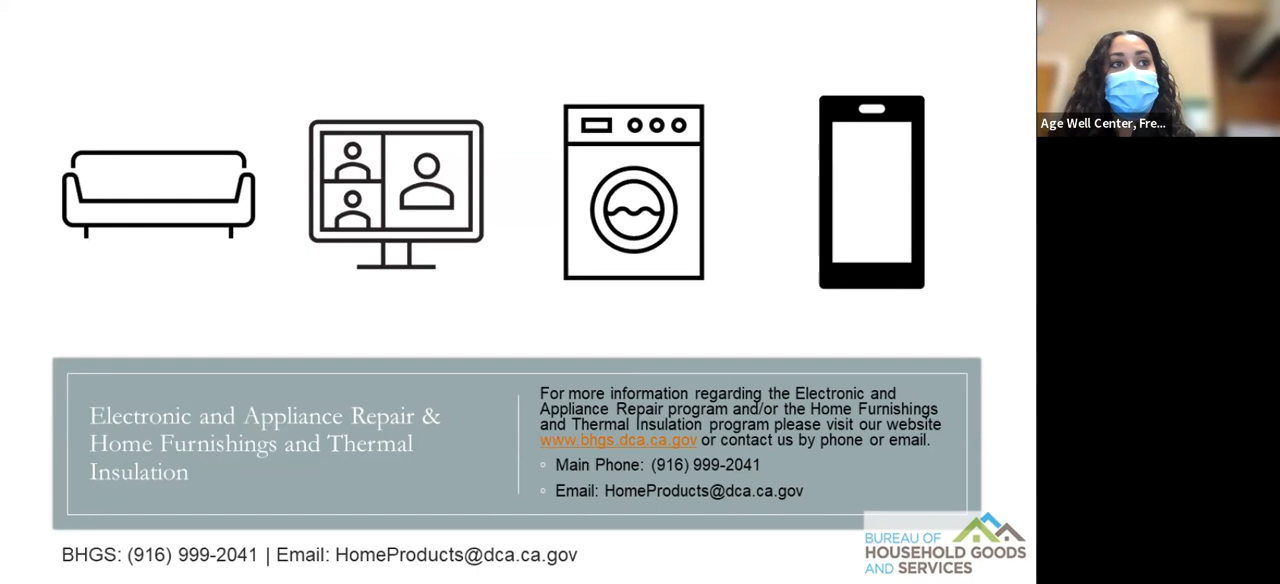 Age Well Center, Fre...
Electronic and Appliance Repair &
Home Furnishings and Thermal
Insulation
For more information regarding the Electronic and
Appliance Repair program and/or the Home Furnishings
and Thermal Insulation program please visit our website
www.bhgs.dca.ca.gov or contact us by phone or email.
Main Phone: (916) 999-2041
Email: HomeProducts@dca.ca.gov
BHGS: (916) 999-2041 | Email: HomeProducts@dca.ca.gov
BUREAU OF
HOUSEHOLD GOODS
AND SERVICES